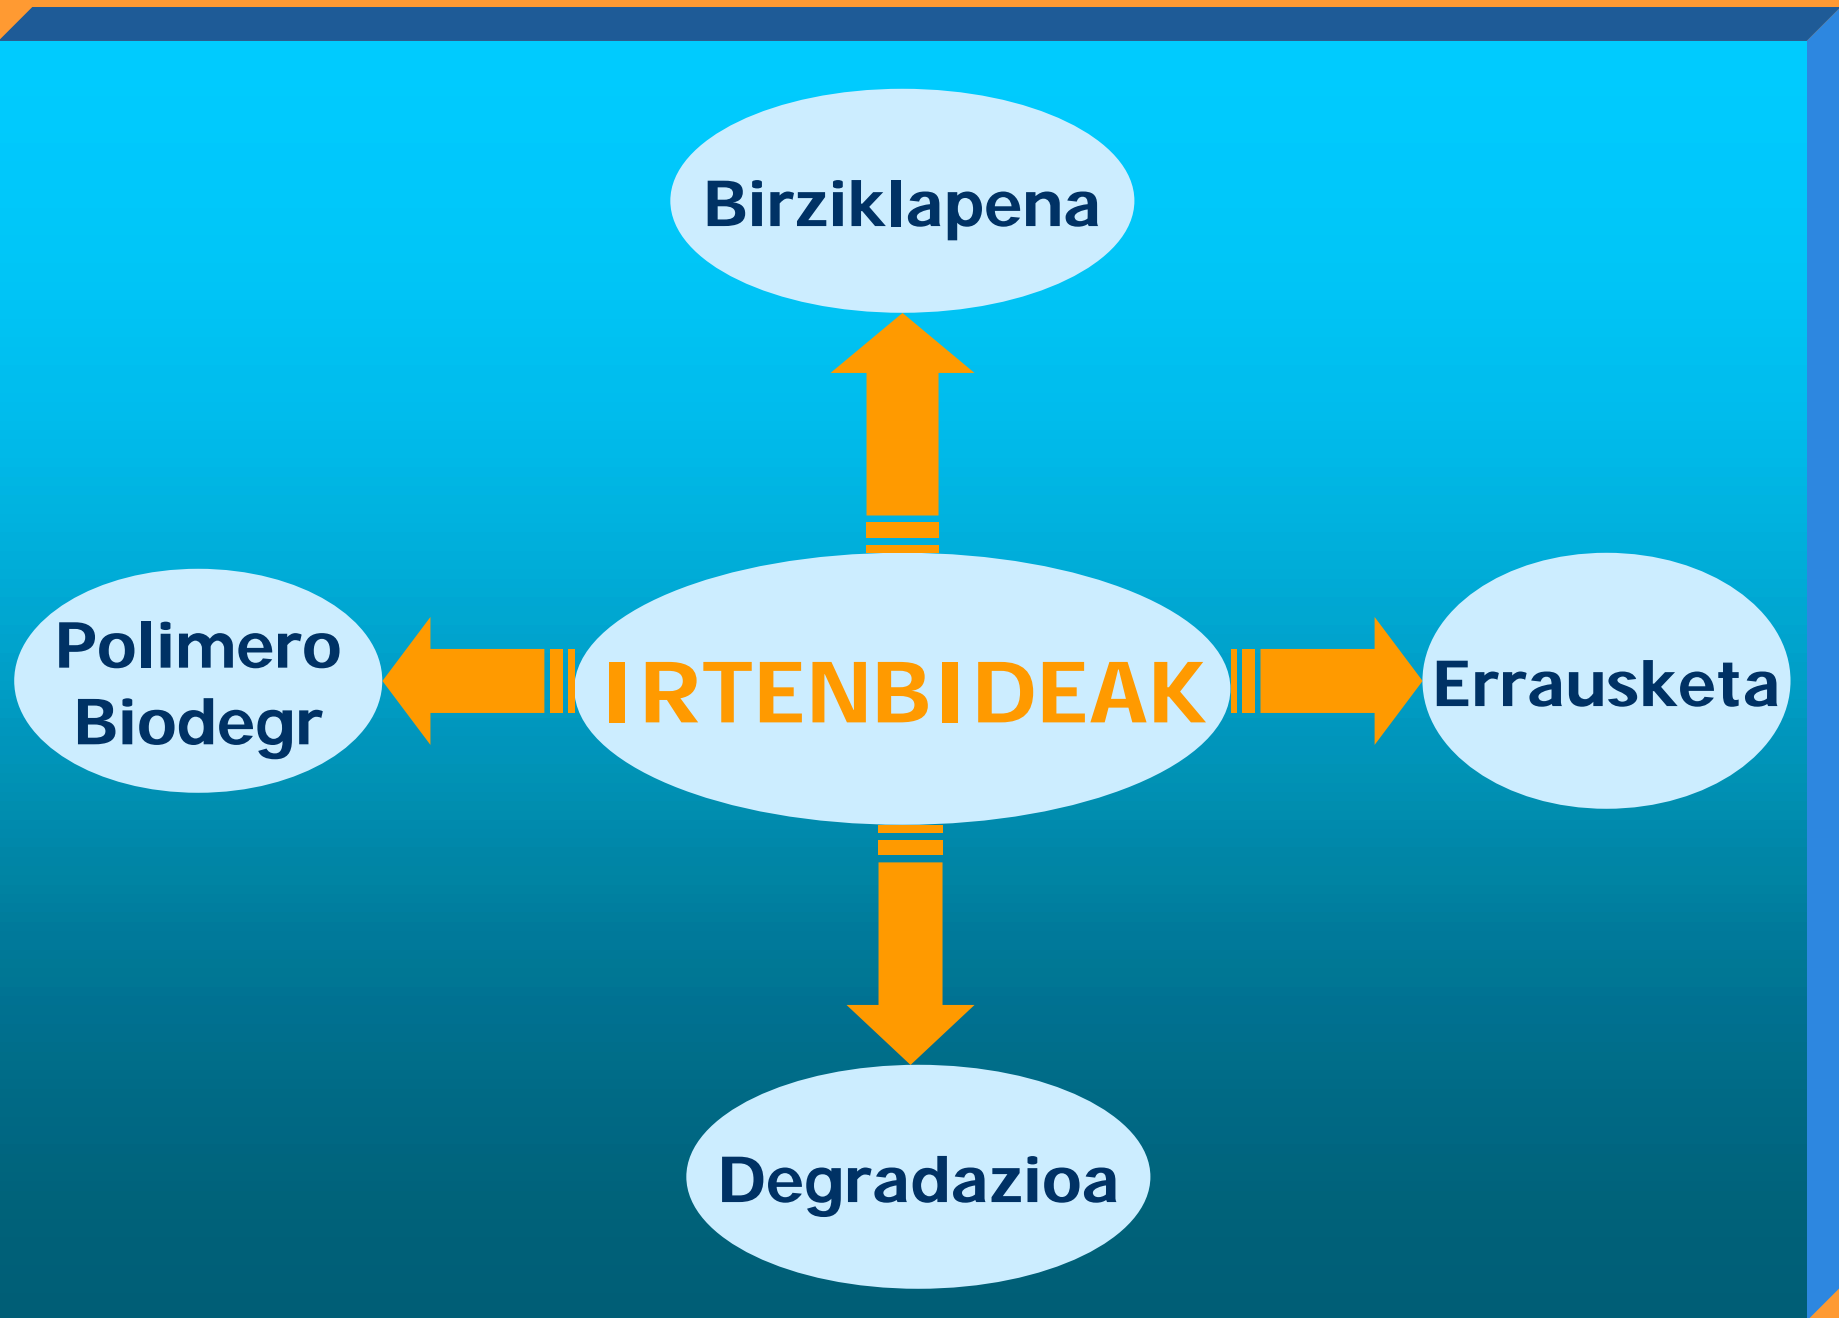 Birziklapena
Polimero
Biodegr
IRTENBIDEAK
Errausketa
Degradazioa